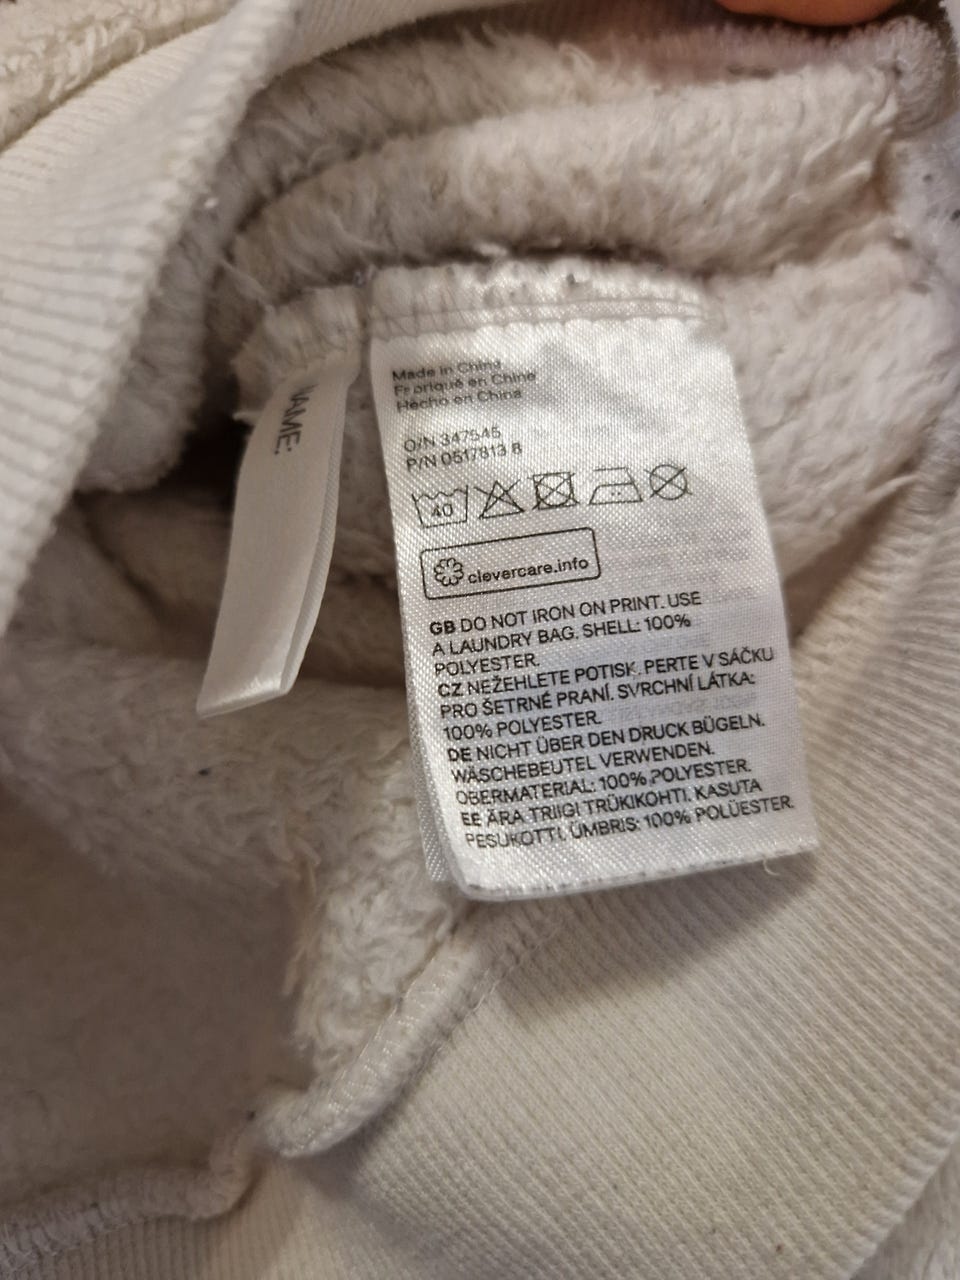 NAME:
Made in China
Fabriqué en Chine
Hecho en China
O/N 347545
P/N 0517813 8
40
clevercare.info
GB DO NOT IRON ON PRINT. USE
A LAUNDRY BAG. SHELL: 100%
POLYESTER.
CZ NEŽEHLETE POTISK. PERTE V SÁČKU
PRO ŠETRNÉ PRANÍ. SVRCHNÍ LÁTKA:
100% POLYESTER.
DE NICHT ÜBER DEN DRUCK BÜGELN.
WÄSCHEBEUTEL VERWENDEN.
OBERMATERIAL: 100% POLYESTER.
EE ÄRA TRIIGI TRÜKIKOHTI. KASUTA
PESUKOTTI. ÜMBRIS: 100% POLÜESTER.